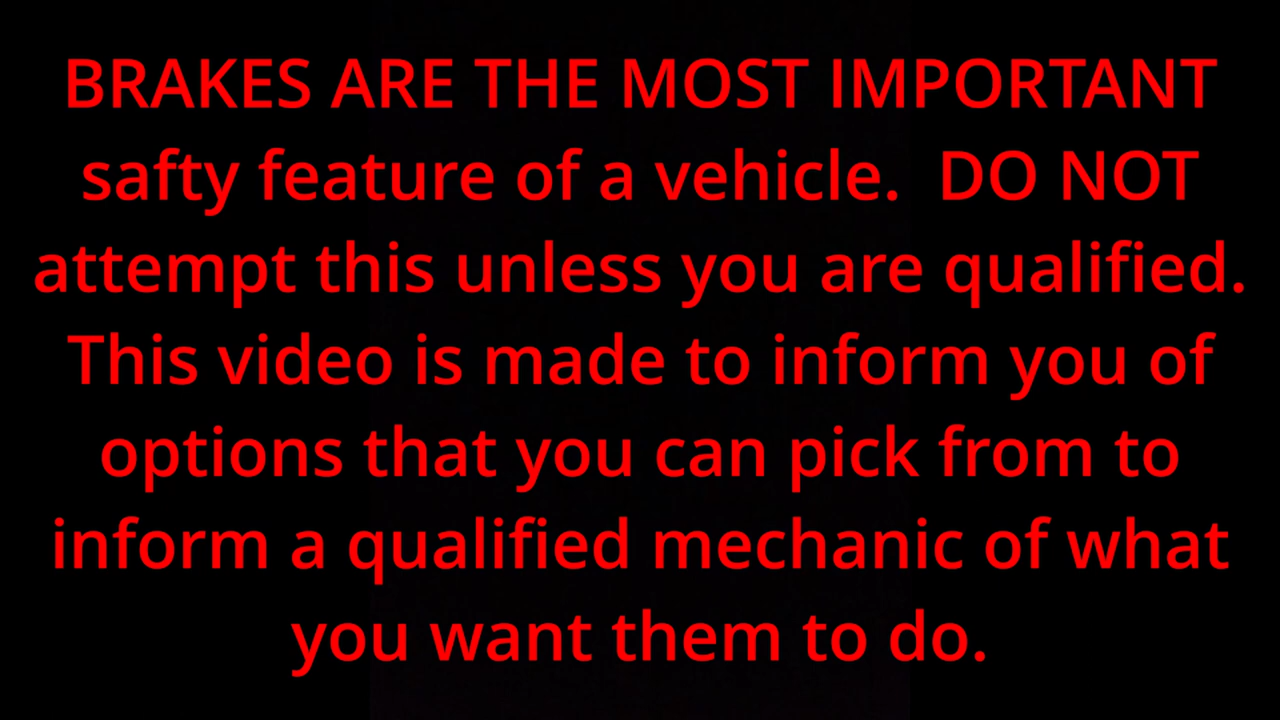 BRAKES ARE THE MOST IMPORTANT
safty feature of a vehicle.  DO NOT
attempt this unless you are qualified.
This video is made to inform you of
options that you can pick from to
inform a qualified mechanic of what
you want them to do.